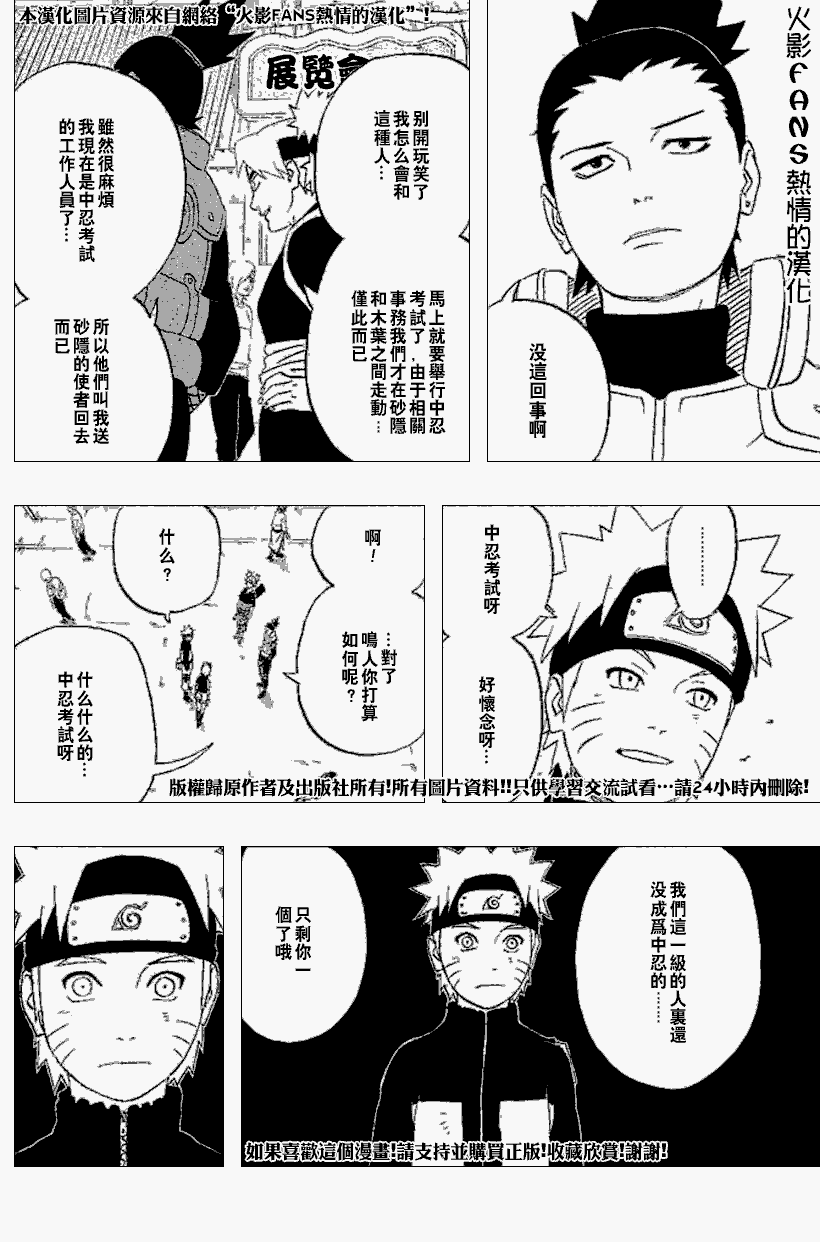 本漢化圖片資源來自網絡“火影FANS熱情的漢化”！
火影FANS熱情的漢化
没這回事啊
展覽會
别開玩笑了
我怎么會和
這種人…
馬上就要舉行中忍
考試了﹐由于相關
事務我們才在砂隱
和木葉之間走動…
僅此而已
雖然很麻煩
我現在是中忍考試
的工作人員了…
所以他們叫我送
砂隱的使者回去
而已
………
中忍考試呀
好懷念呀…
啊！
…對了
鳴人你打算
如何呢？
什么？
什么什么的…
中忍考試呀
版權歸原作者及出版社所有!所有圖片資料!!只供學習交流試看…請24小時內刪除!
我們這一級的人裏還
没成爲中忍的……
只剩你一
個了哦
如果喜歡這個漫畫!請支持並購買正版!收藏欣賞!謝謝!